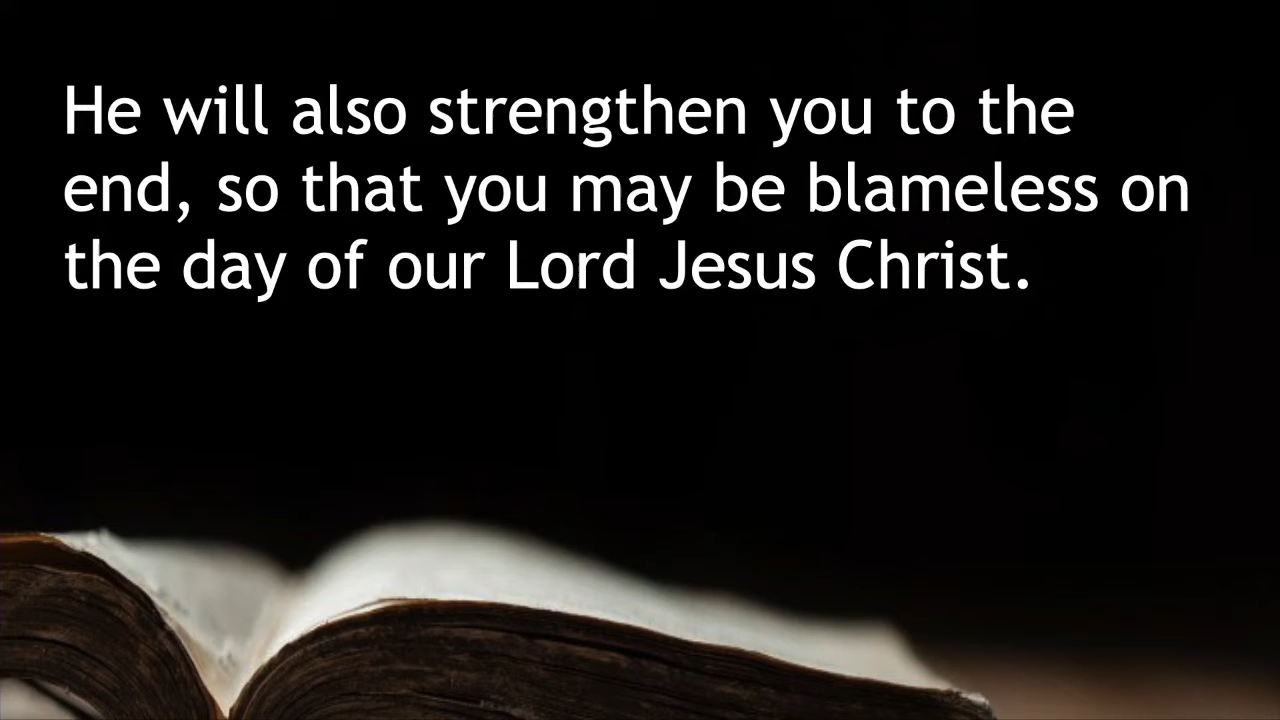 He will also strengthen you to the
end, so that you may be blameless on
the day of our Lord Jesus Christ.